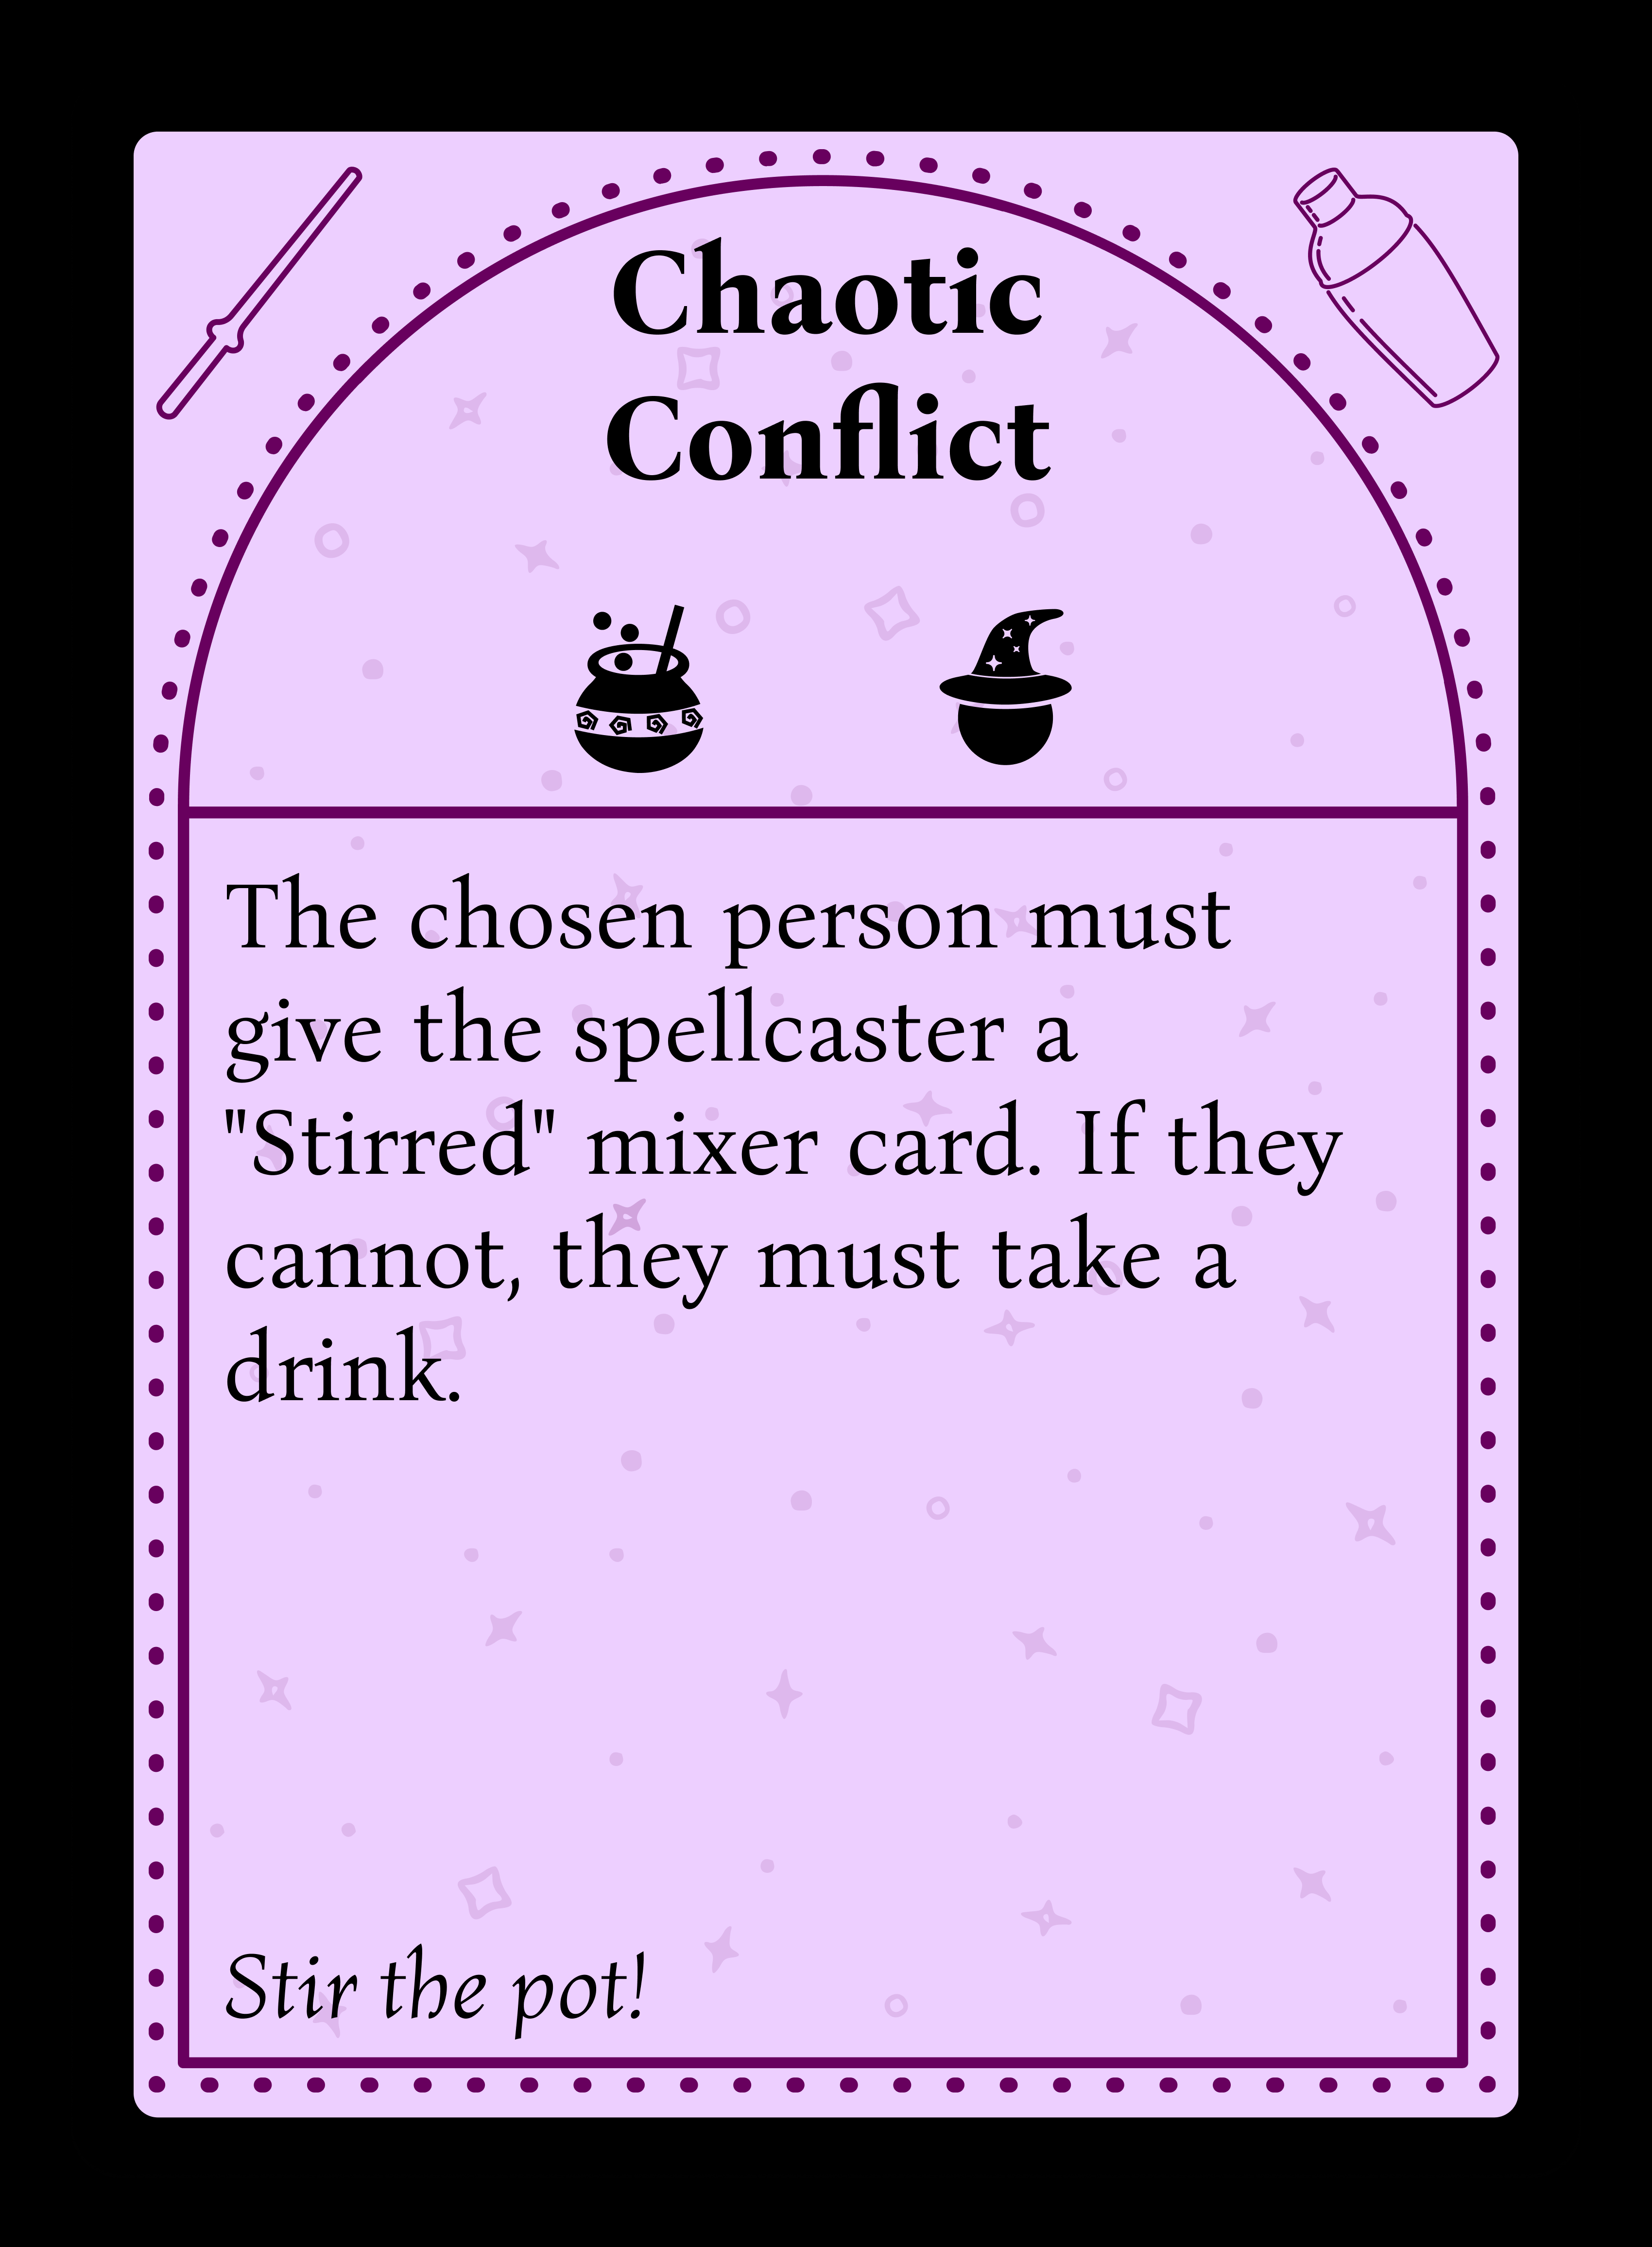 Chaotic
Conflict
The chosen person must
give the spellcaster a
"Stirred" mixer card. If they
cannot, they must take a
drink.
Stir the pot!